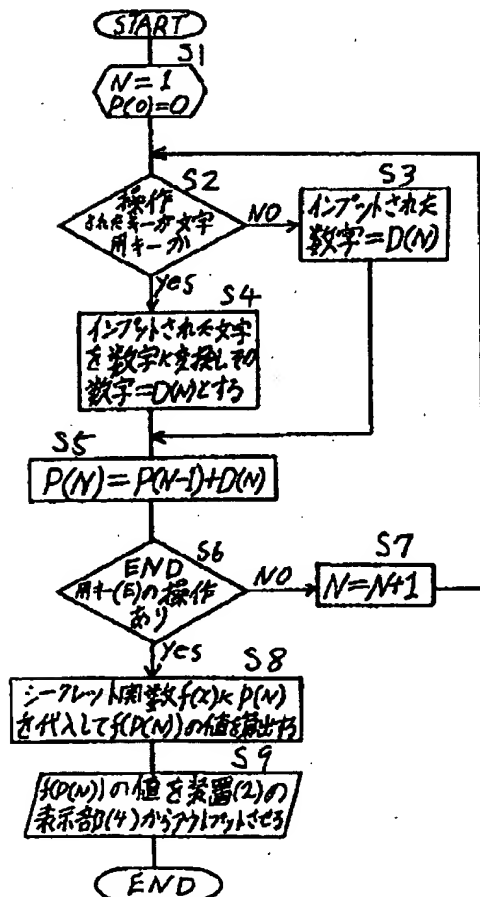 START
S1
N=1
P(0)=0
S2
操作
されたキーが文字
用キーか
NO
yes
S3
インプットされた
数字=D(N)
S4
インプットされた文字
を数字に変換しその
数字=D(N)とする
S5
P(N)=P(N-1)+D(N)
S6
END
用キー(E)の操作
あり
NO
yes
S7
N=N+1
S8
シークレット関数f(x)にP(N)
を代入してf(P(N))の値を算出する
S9
f(P(N))の値を装置(2)の
表示部(4)からアウトプットさせる
END